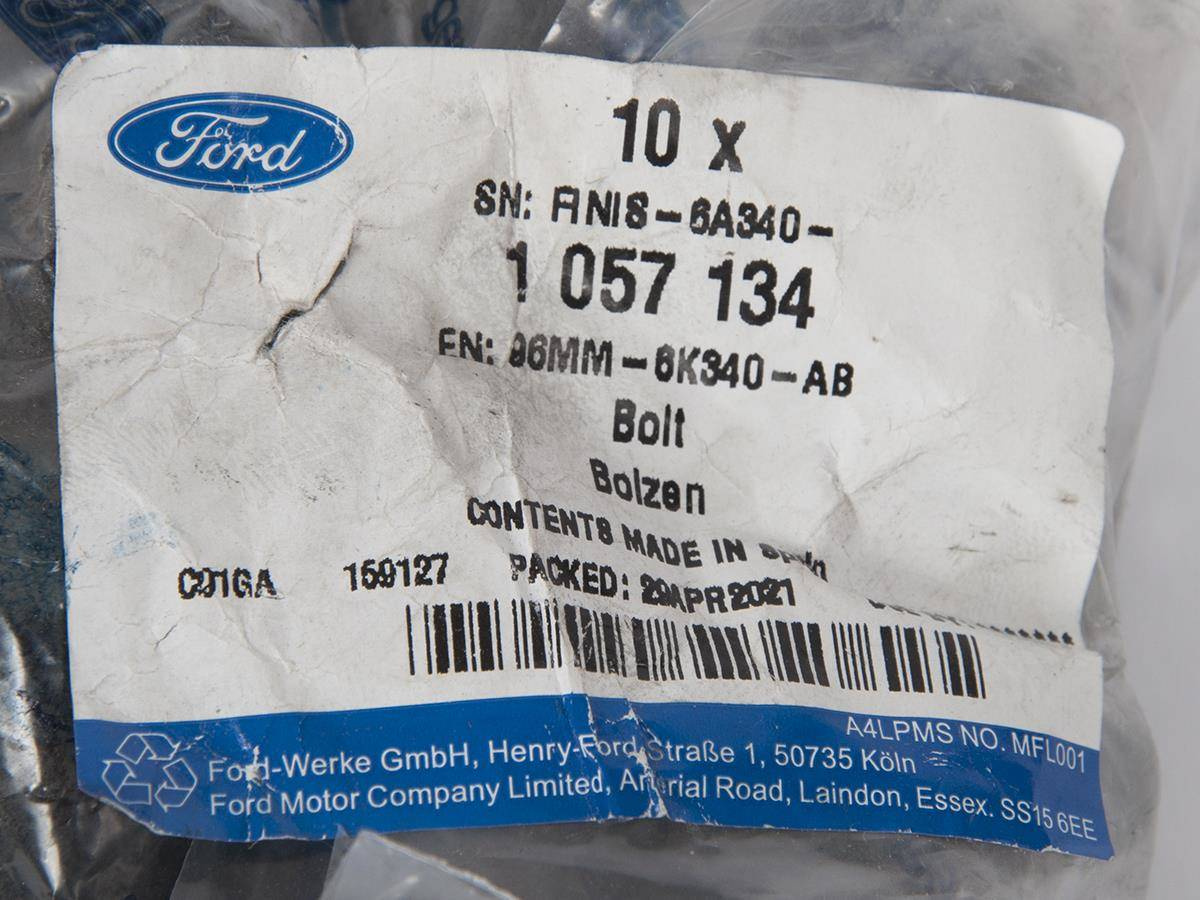 Ford
10 x
SN: FINIS-6A340-
1 057 134
EN: 96MM-6K340-AB
Bolt
Bolzen
CONTENTS MADE IN Spain
C01GA 159127 PACKED: 29APR2021
A4LPMS NO. MFL001
Ford-Werke GmbH, Henry-Ford-Straße 1, 50735 Köln
Ford Motor Company Limited, Arterial Road, Laindon, Essex. SS15 6EE